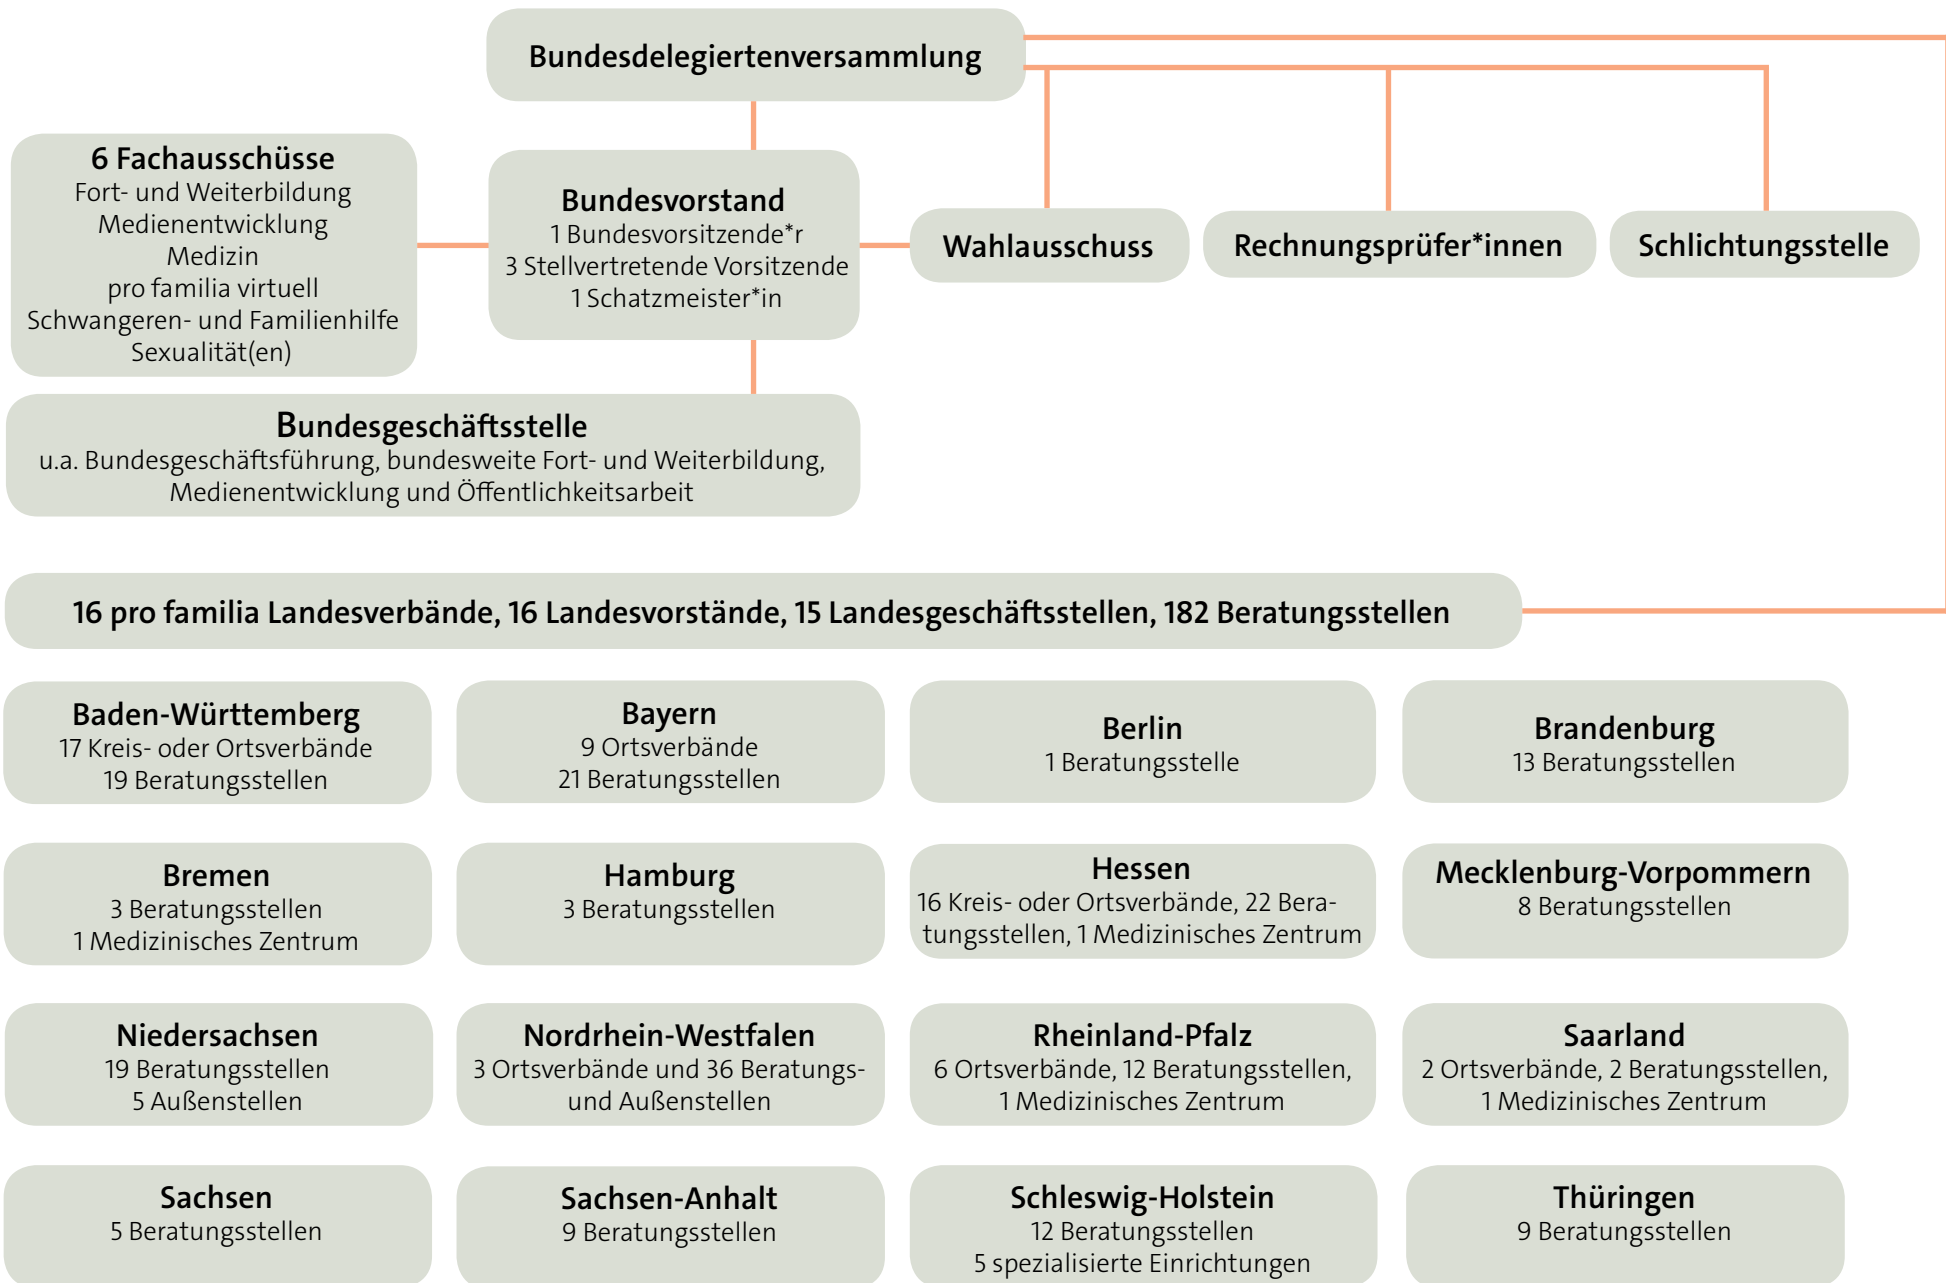 Bundesdelegiertenversammlung
6 Fachausschüsse
Fort- und Weiterbildung
Medienentwicklung
Medizin
pro familia virtuell
Schwangeren- und Familienhilfe
Sexualität(en)
Bundesvorstand
1 Bundesvorsitzende*r
3 Stellvertretende Vorsitzende
1 Schatzmeister*in
Wahlausschuss
Rechnungsprüfer*innen
Schlichtungsstelle
Bundesgeschäftsstelle
u.a. Bundesgeschäftsführung, bundesweite Fort- und Weiterbildung,
Medienentwicklung und Öffentlichkeitsarbeit
16 pro familia Landesverbände, 16 Landesvorstände, 15 Landesgeschäftsstellen, 182 Beratungsstellen
Baden-Württemberg
17 Kreis- oder Ortsverbände
19 Beratungsstellen
Bayern
9 Ortsverbände
21 Beratungsstellen
Berlin
1 Beratungsstelle
Brandenburg
13 Beratungsstellen
Bremen
3 Beratungsstellen
1 Medizinisches Zentrum
Hamburg
3 Beratungsstellen
Hessen
16 Kreis- oder Ortsverbände, 22 Bera-
tungsstellen, 1 Medizinisches Zentrum
Mecklenburg-Vorpommern
8 Beratungsstellen
Niedersachsen
19 Beratungsstellen
5 Außenstellen
Nordrhein-Westfalen
3 Ortsverbände und 36 Beratungs-
und Außenstellen
Rheinland-Pfalz
6 Ortsverbände, 12 Beratungsstellen,
1 Medizinisches Zentrum
Saarland
2 Ortsverbände, 2 Beratungsstellen,
1 Medizinisches Zentrum
Sachsen
5 Beratungsstellen
Sachsen-Anhalt
9 Beratungsstellen
Schleswig-Holstein
12 Beratungsstellen
5 spezialisierte Einrichtungen
Thüringen
9 Beratungsstellen